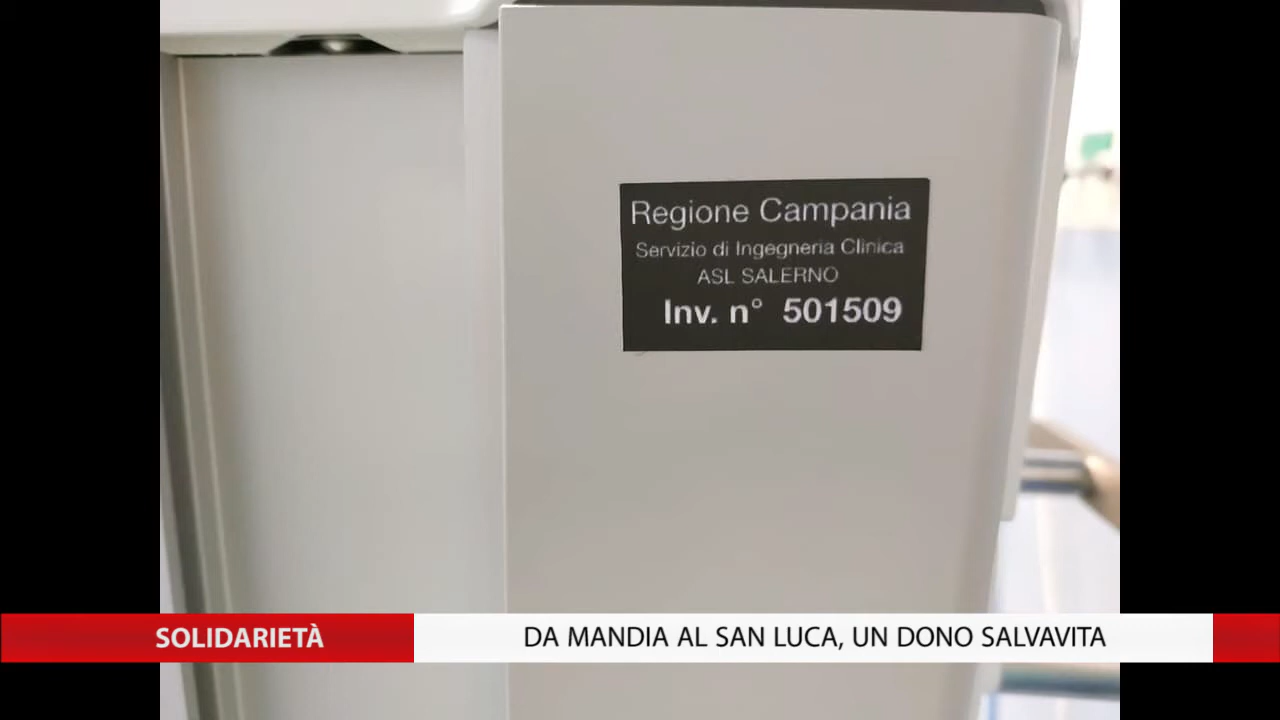 Regione Campania
Servizio di Ingegneria Clinica
ASL SALERNO
Inv. n° 501509
SOLIDARIETÀ
DA MANDIA AL SAN LUCA, UN DONO SALVAVITA